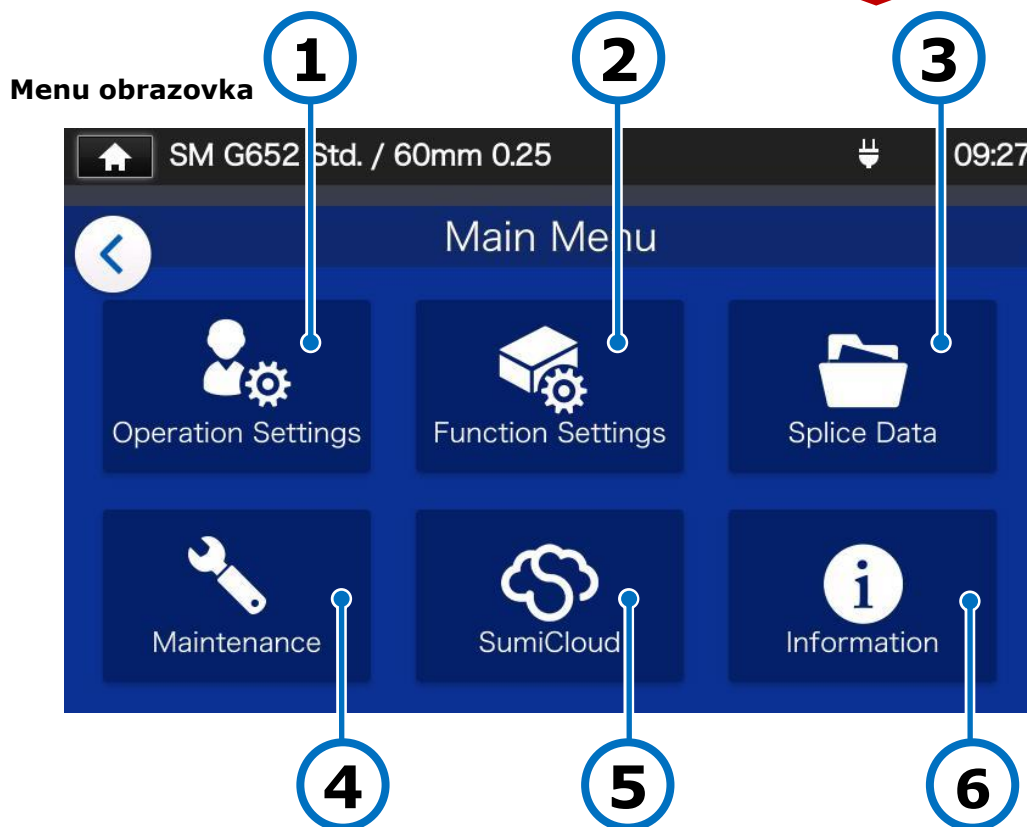 1 2 3
Menu obrazovka
SM G652 Std. / 60mm 0.25 09:27
Main Menu
Operation Settings Function Settings Splice Data
Maintenance SumiCloud Information
4 5 6